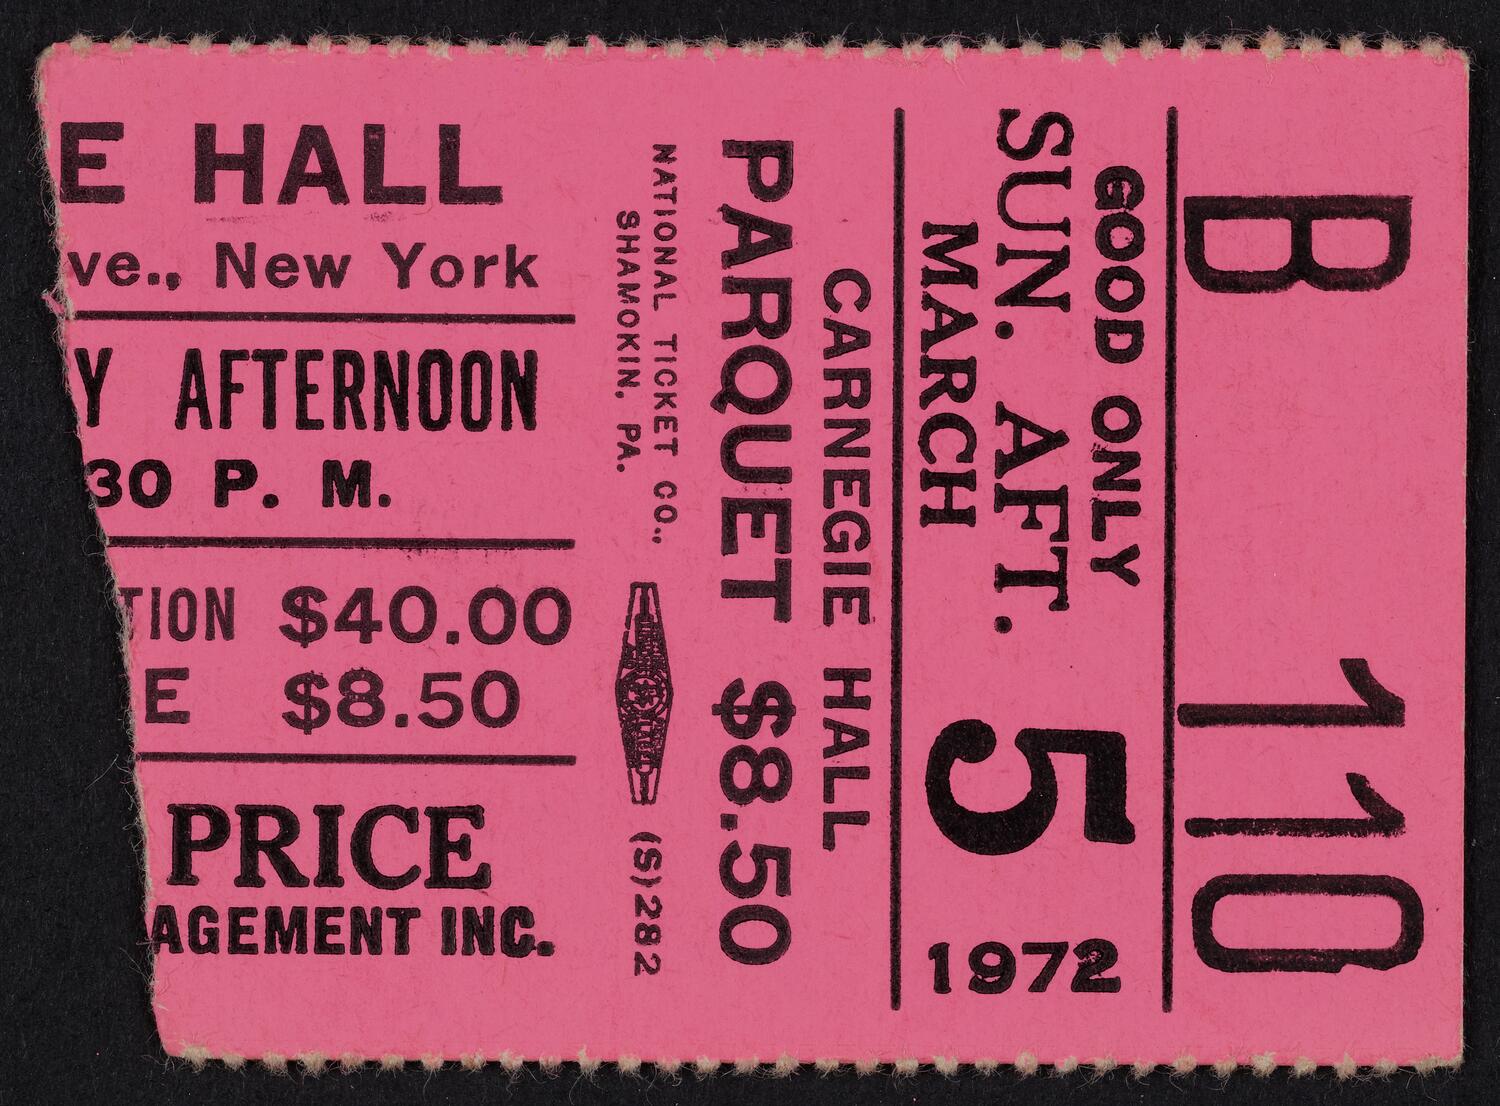 E HALL
ve., New York
Y AFTERNOON
30 P. M.
TION $40.00
E $8.50
PRICE
AGEMENT INC.
NATIONAL TICKET CO.,
SHAMOKIN, PA.
(S)282
CARNEGIE HALL
PARQUET $8.50
GOOD ONLY
SUN. AFT.
MARCH
5
1972
B 110